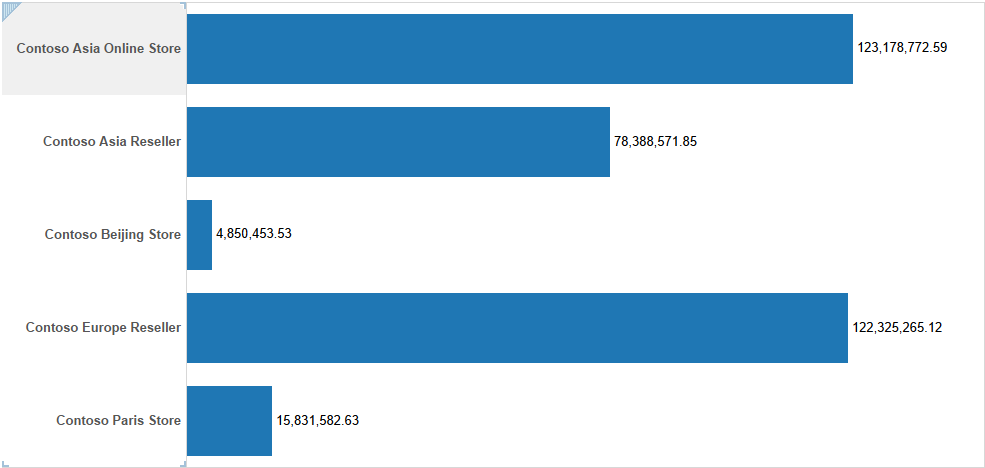 Contoso Asia Online Store 123,178,772.59
Contoso Asia Reseller 78,388,571.85
Contoso Beijing Store 4,850,453.53
Contoso Europe Reseller 122,325,265.12
Contoso Paris Store 15,831,582.63